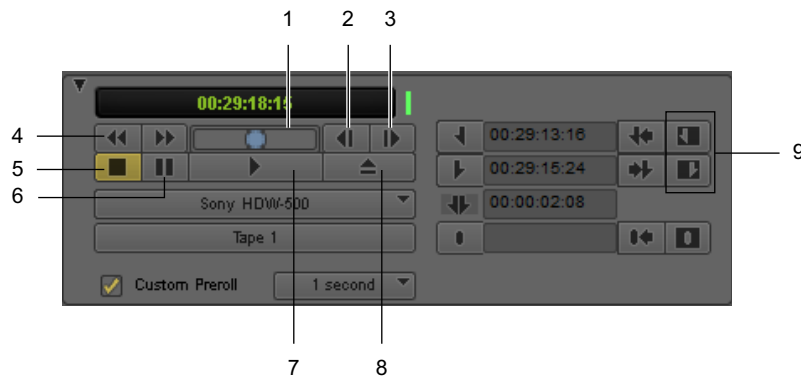 1 2 3
00:29:18:15
4
5
6
9
00:29:13:16
00:29:15:24
Sony HDW-500
00:00:02:08
Tape 1
Custom Preroll 1 second
7 8